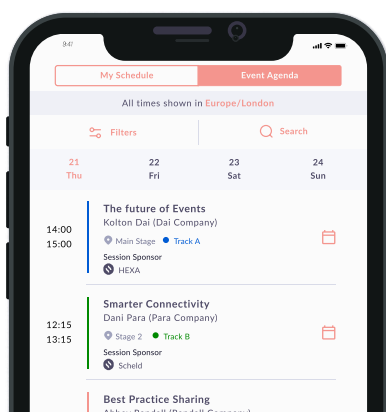 9:41
My Schedule Event Agenda
All times shown in Europe/London
Filters Search
21 22 23 24
Thu Fri Sat Sun
The future of Events
Kolton Dai (Dai Company)
14:00
15:00
Main Stage Track A
Session Sponsor
HEXA
Smarter Connectivity
Dani Para (Para Company)
12:15
13:15
Stage 2 Track B
Session Sponsor
Scheld
Best Practice Sharing